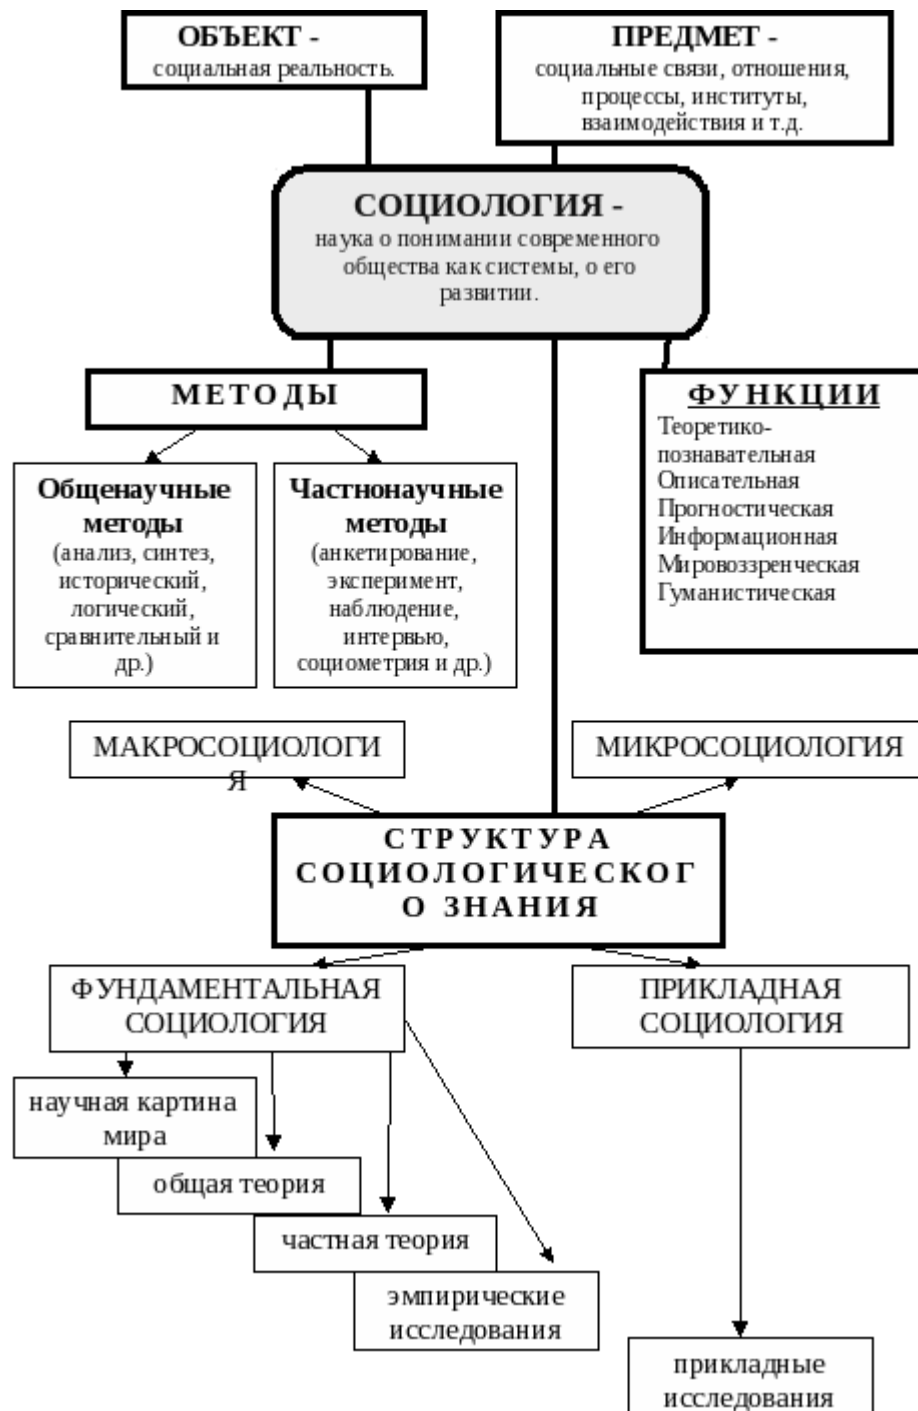 ОБЪЕКТ -
социальная реальность.
ПРЕДМЕТ -
социальные связи, отношения,
процессы, институты,
взаимодействия и т.д.
СОЦИОЛОГИЯ -
наука о понимании современного
общества как системы, о его
развитии.
МЕТОДЫ
ФУНКЦИИ
Теоретико-
познавательная
Описательная
Прогностическая
Информационная
Мировоззренческая
Гуманистическая
Общенаучные
методы
(анализ, синтез,
исторический,
логический,
сравнительный и
др.)
Частнонаучные
методы
(анкетирование,
эксперимент,
наблюдение,
интервью,
социометрия и др.)
МАКРОСОЦИОЛОГИ
Я
МИКРОСОЦИОЛОГИЯ
СТРУКТУРА
СОЦИОЛОГИЧЕСКОГ
О ЗНАНИЯ
ФУНДАМЕНТАЛЬНАЯ
СОЦИОЛОГИЯ
ПРИКЛАДНАЯ
СОЦИОЛОГИЯ
научная картина
мира
общая теория
частная теория
эмпирические
исследования
прикладные
исследования